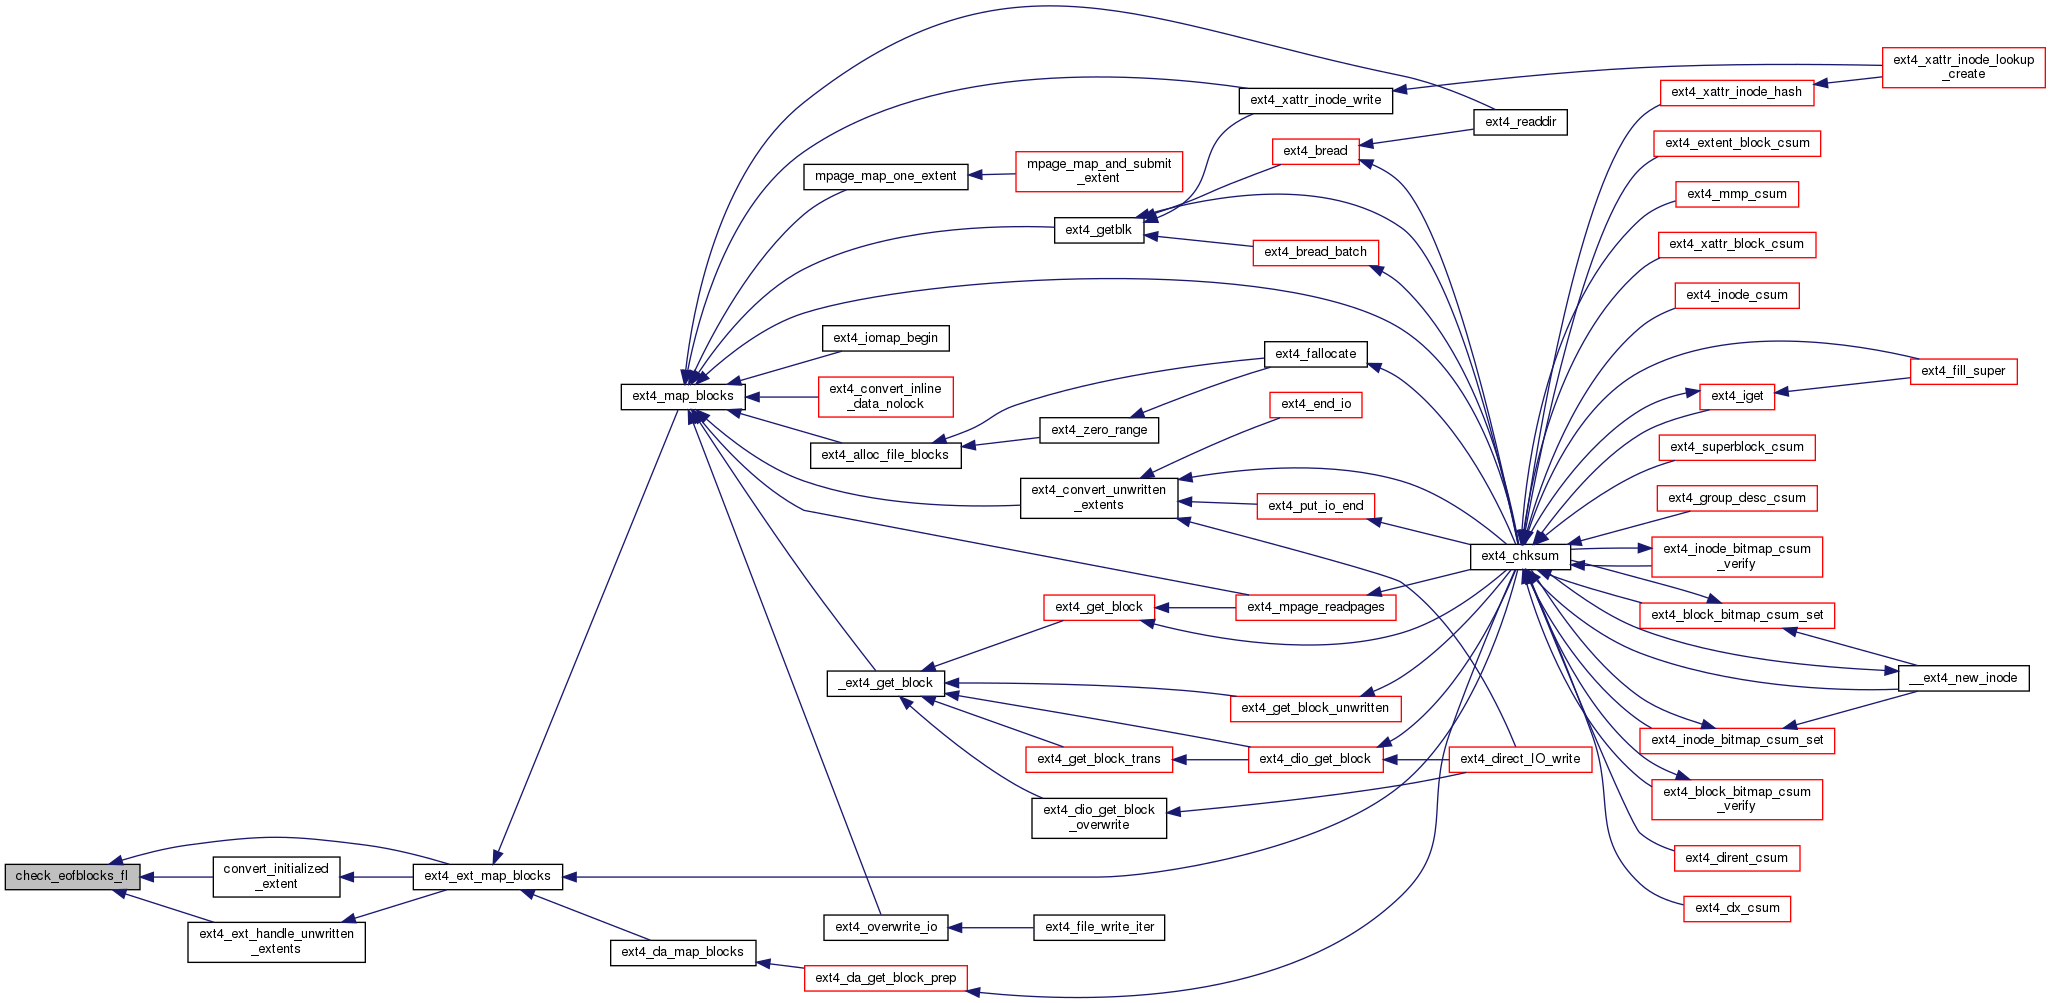 check_eofblocks_fl
convert_initialized
_extent
ext4_ext_handle_unwritten
_extents
ext4_ext_map_blocks
ext4_map_blocks
ext4_da_map_blocks
mpage_map_one_extent
ext4_iomap_begin
ext4_convert_inline
_data_nolock
ext4_alloc_file_blocks
_ext4_get_block
ext4_overwrite_io
ext4_da_get_block_prep
mpage_map_and_submit
_extent
ext4_getblk
ext4_zero_range
ext4_convert_unwritten
_extents
ext4_get_block
ext4_get_block_trans
ext4_dio_get_block
_overwrite
ext4_file_write_iter
ext4_xattr_inode_write
ext4_bread
ext4_bread_batch
ext4_fallocate
ext4_end_io
ext4_put_io_end
ext4_mpage_readpages
ext4_get_block_unwritten
ext4_dio_get_block
ext4_readdir
ext4_chksum
ext4_direct_IO_write
ext4_xattr_inode_hash
ext4_extent_block_csum
ext4_mmp_csum
ext4_xattr_block_csum
ext4_inode_csum
ext4_iget
ext4_superblock_csum
ext4_group_desc_csum
ext4_inode_bitmap_csum
_verify
ext4_block_bitmap_csum_set
ext4_inode_bitmap_csum_set
ext4_block_bitmap_csum
_verify
ext4_dirent_csum
ext4_dx_csum
ext4_xattr_inode_lookup
_create
ext4_fill_super
__ext4_new_inode